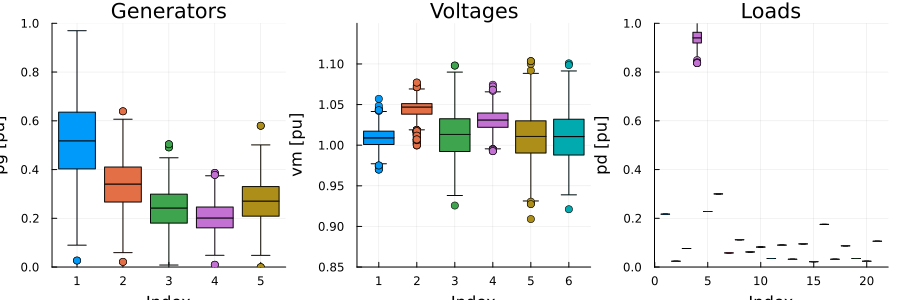 Generators
pg [pu]
1.0
0.8
0.6
0.4
0.2
0.0
1 2 3 4 5
Index
Voltages
vm [pu]
1.10
1.05
1.00
0.95
0.90
0.85
1 2 3 4 5 6
Index
Loads
pd [pu]
1.0
0.8
0.6
0.4
0.2
0.0
0 5 10 15 20
Index